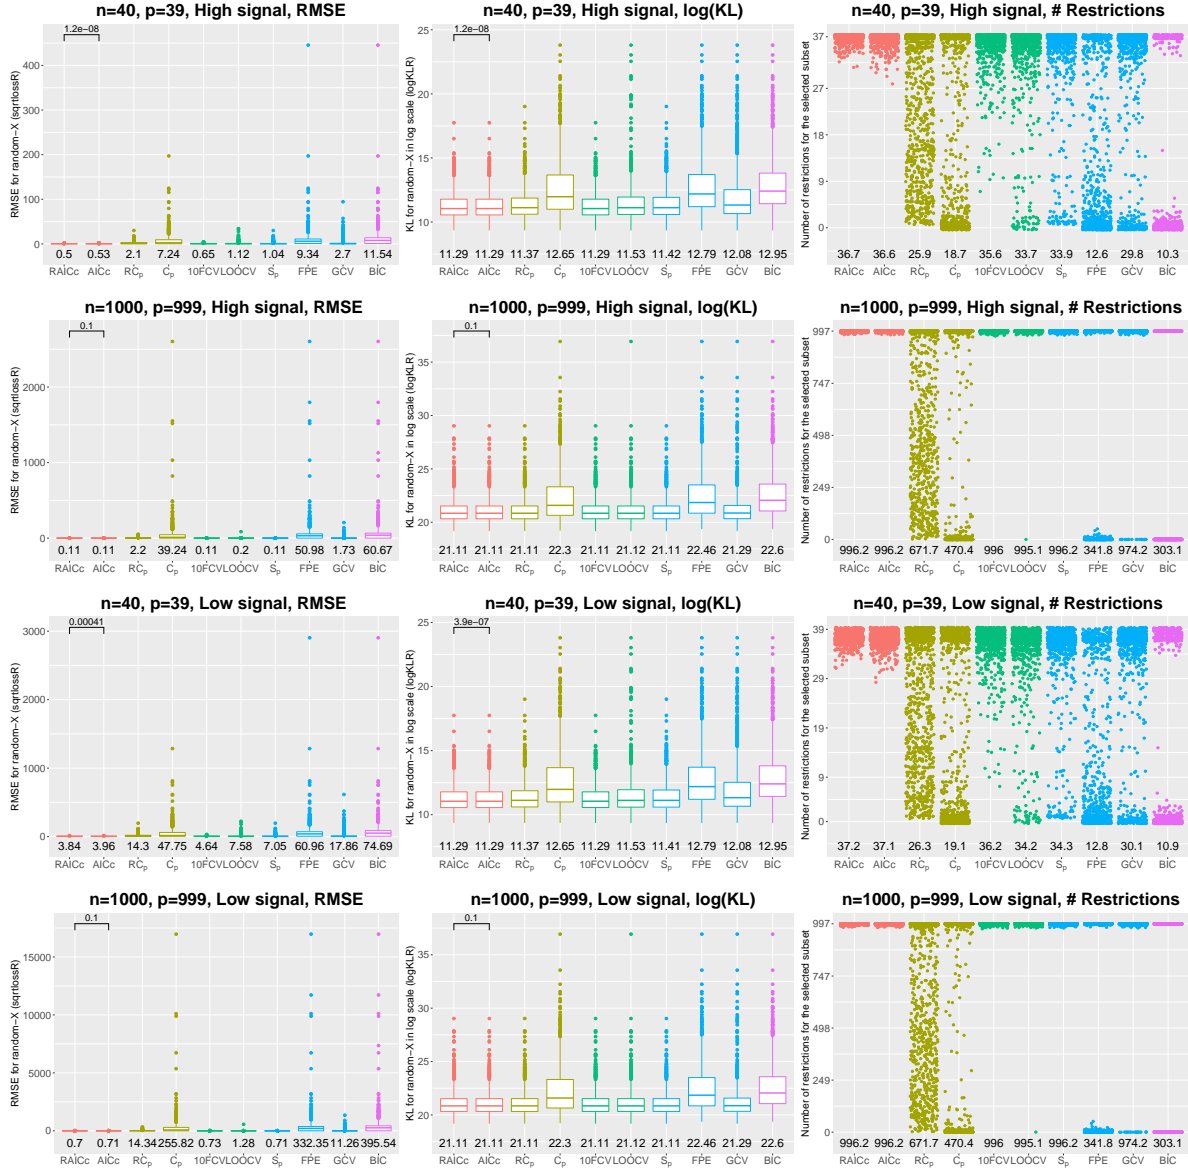 n=40, p=39, High signal, RMSE
RMSE for random−X (sqrtlossR)
400
300
200
100
0
1.2e−08
0.5 0.53 2.1 7.24 0.65 1.12 1.04 9.34 2.7 11.54
RAICc AICc RCp Cp 10FCV LOOCV Sp FPE GCV BIC
n=40, p=39, High signal, log(KL)
KL for random−X in log scale (logKLR)
25
20
15
10
1.2e−08
11.29 11.29 11.37 12.65 11.29 11.53 11.42 12.79 12.08 12.95
RAICc AICc RCp Cp 10FCV LOOCV Sp FPE GCV BIC
n=40, p=39, High signal, # Restrictions
Number of restrictions for the selected subset
37
27
18
9
0
36.7 36.6 25.9 18.7 35.6 33.7 33.9 12.6 29.8 10.3
RAICc AICc RCp Cp 10FCV LOOCV Sp FPE GCV BIC
n=1000, p=999, High signal, RMSE
RMSE for random−X (sqrtlossR)
2000
1000
0
0.1
0.11 0.11 2.2 39.24 0.11 0.2 0.11 50.98 1.73 60.67
RAICc AICc RCp Cp 10FCV LOOCV Sp FPE GCV BIC
n=1000, p=999, High signal, log(KL)
KL for random−X in log scale (logKLR)
35
30
25
20
0.1
21.11 21.11 21.11 22.3 21.11 21.12 21.11 22.46 21.29 22.6
RAICc AICc RCp Cp 10FCV LOOCV Sp FPE GCV BIC
n=1000, p=999, High signal, # Restrictions
Number of restrictions for the selected subset
997
747
498
249
0
996.2 996.2 671.7 470.4 996 995.1 996.2 341.8 974.2 303.1
RAICc AICc RCp Cp 10FCV LOOCV Sp FPE GCV BIC
n=40, p=39, Low signal, RMSE
RMSE for random−X (sqrtlossR)
3000
2000
1000
0
0.00041
3.84 3.96 14.3 47.75 4.64 7.58 7.05 60.96 17.86 74.69
RAICc AICc RCp Cp 10FCV LOOCV Sp FPE GCV BIC
n=40, p=39, Low signal, log(KL)
KL for random−X in log scale (logKLR)
25
20
15
10
3.9e−07
11.29 11.29 11.37 12.65 11.29 11.53 11.41 12.79 12.08 12.95
RAICc AICc RCp Cp 10FCV LOOCV Sp FPE GCV BIC
n=40, p=39, Low signal, # Restrictions
Number of restrictions for the selected subset
39
29
19
9
0
37.2 37.1 26.3 19.1 36.2 34.2 34.3 12.8 30.1 10.9
RAICc AICc RCp Cp 10FCV LOOCV Sp FPE GCV BIC
n=1000, p=999, Low signal, RMSE
RMSE for random−X (sqrtlossR)
15000
10000
5000
0
0.1
0.7 0.71 14.34 255.82 0.73 1.28 0.71 332.35 11.26 395.54
RAICc AICc RCp Cp 10FCV LOOCV Sp FPE GCV BIC
n=1000, p=999, Low signal, log(KL)
KL for random−X in log scale (logKLR)
35
30
25
20
0.1
21.11 21.11 21.11 22.3 21.11 21.12 21.11 22.46 21.29 22.6
RAICc AICc RCp Cp 10FCV LOOCV Sp FPE GCV BIC
n=1000, p=999, Low signal, # Restrictions
Number of restrictions for the selected subset
997
747
498
249
0
996.2 996.2 671.7 470.4 996 995.1 996.2 341.8 974.2 303.1
RAICc AICc RCp Cp 10FCV LOOCV Sp FPE GCV BIC